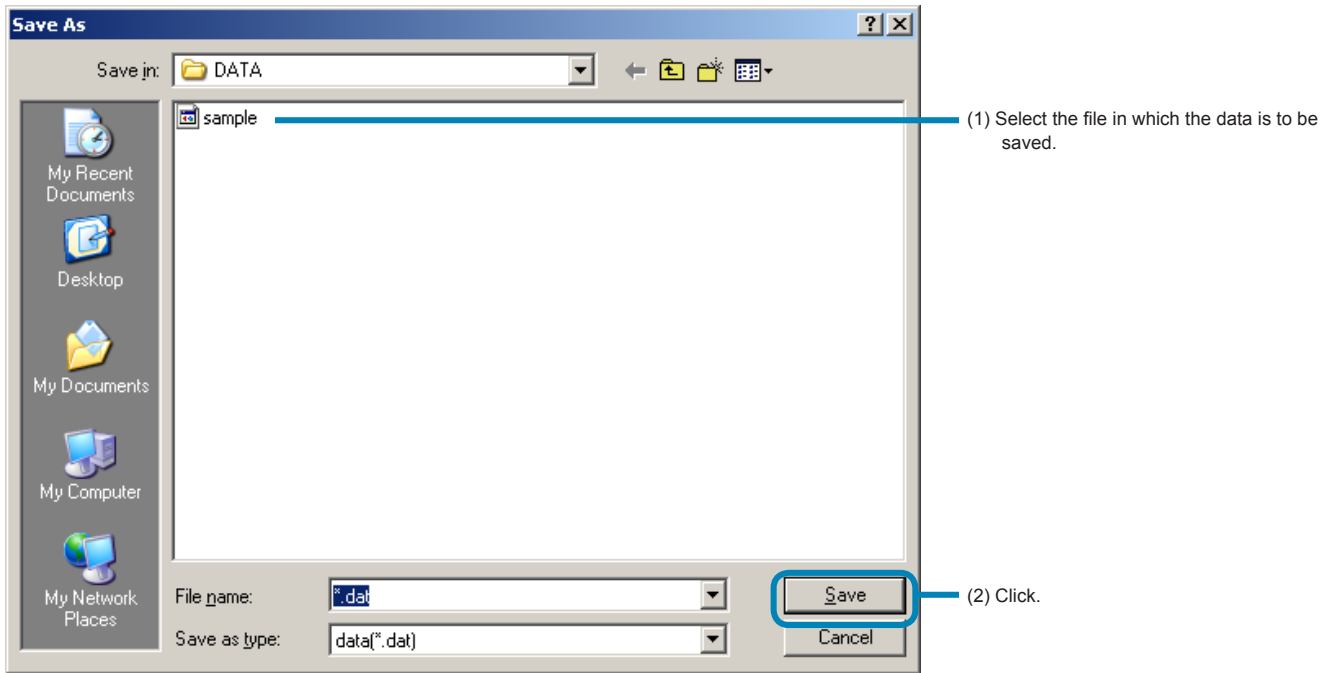 Save As
Save in:
DATA
sample
(1) Select the file in which the data is to be
saved.
My Recent
Documents
Desktop
My Documents
My Computer
My Network
Places
File name:
*.dat
Save
(2) Click.
Save as type:
data(*.dat)
Cancel